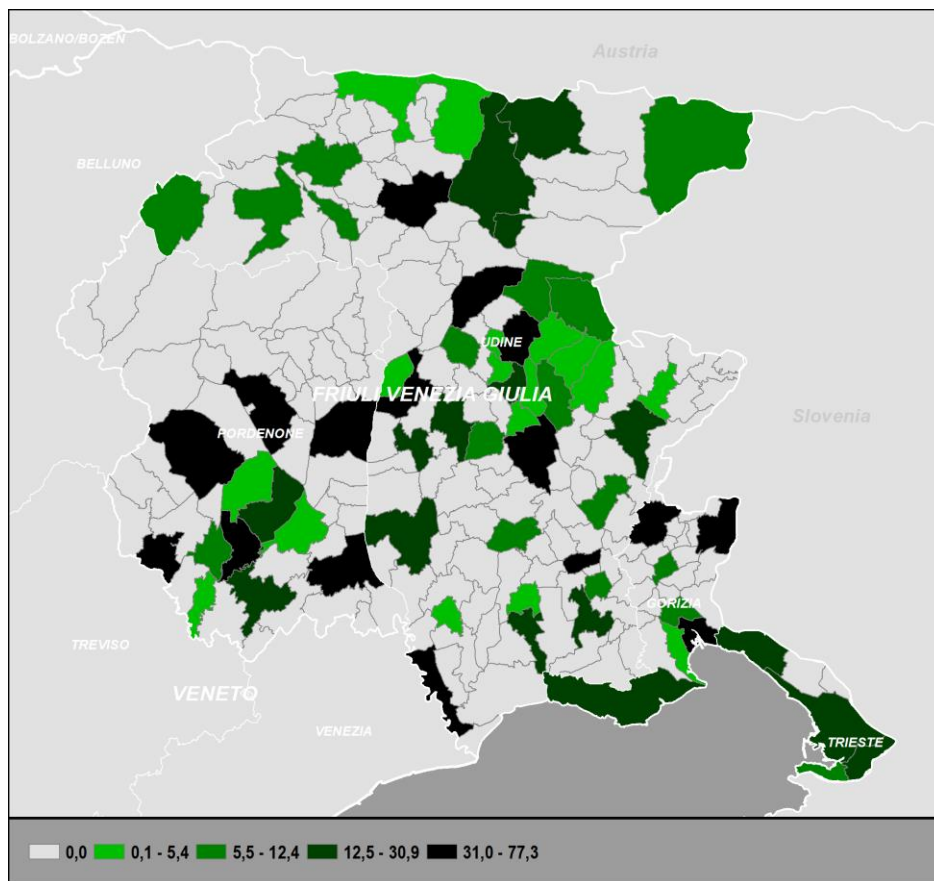 BOLZANO/BOZEN
Austria
BELLUNO
UDINE
FRIULI VENEZIA GIULIA
Slovenia
PORDENONE
GORIZIA
TREVISO
VENETO
VENEZIA
TRIESTE
0,0 0,1 - 5,4 5,5 - 12,4 12,5 - 30,9 31,0 - 77,3